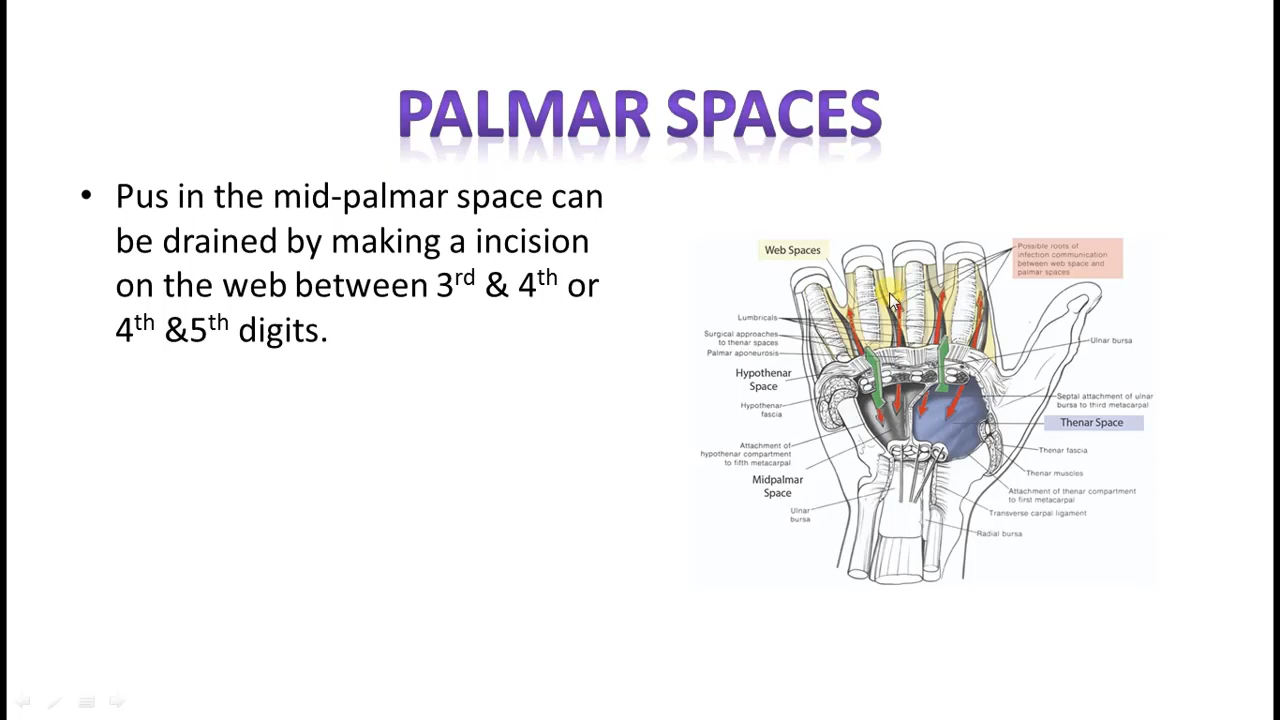 PALMAR SPACES
• Pus in the mid-palmar space can
be drained by making a incision
on the web between 3rd & 4th or
4th &5th digits.
Web Spaces
Possible roots of
infection communication
between web space and
palmar spaces
Lumbricals
Surgical approaches
to thenar spaces
Palmar aponeurosis
Hypothenar
Space
Hypothenar
fascia
Attachment of
hypothenar compartment
to fifth metacarpal
Midpalmar
Space
Ulnar
bursa
Ulnar bursa
Septal attachment of ulnar
bursa to third metacarpal
Thenar Space
Thenar fascia
Thenar muscles
Attachment of thenar compartment
to first metacarpal
Transverse carpal ligament
Radial bursa